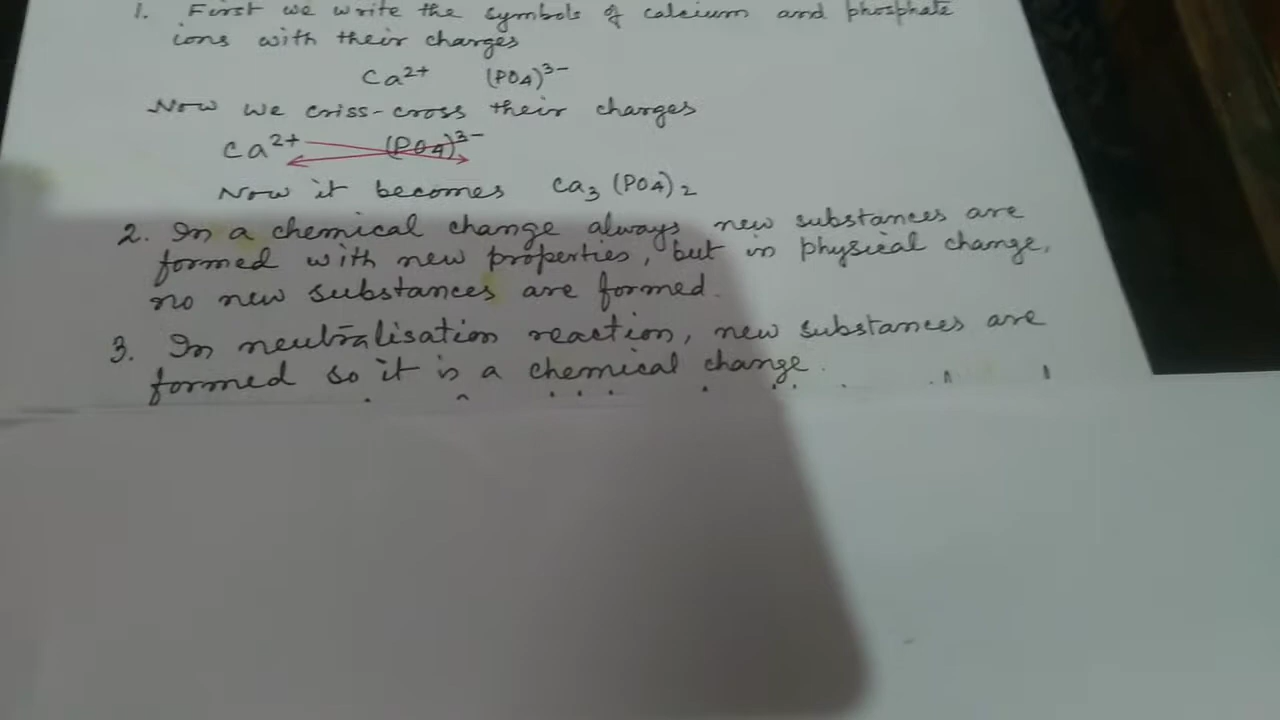 1. First we write the symbols of calcium and phosphate
ions with their charges
Ca²⁺ (PO₄)³⁻
Now we criss-cross their charges
Ca²⁺ (PO₄)³⁻
Now it becomes Ca₃(PO₄)₂
2. In a chemical change always new substances are
formed with new properties, but in physical change,
no new substances are formed.
3. In neutralisation reaction, new substances are
formed so it is a chemical change.